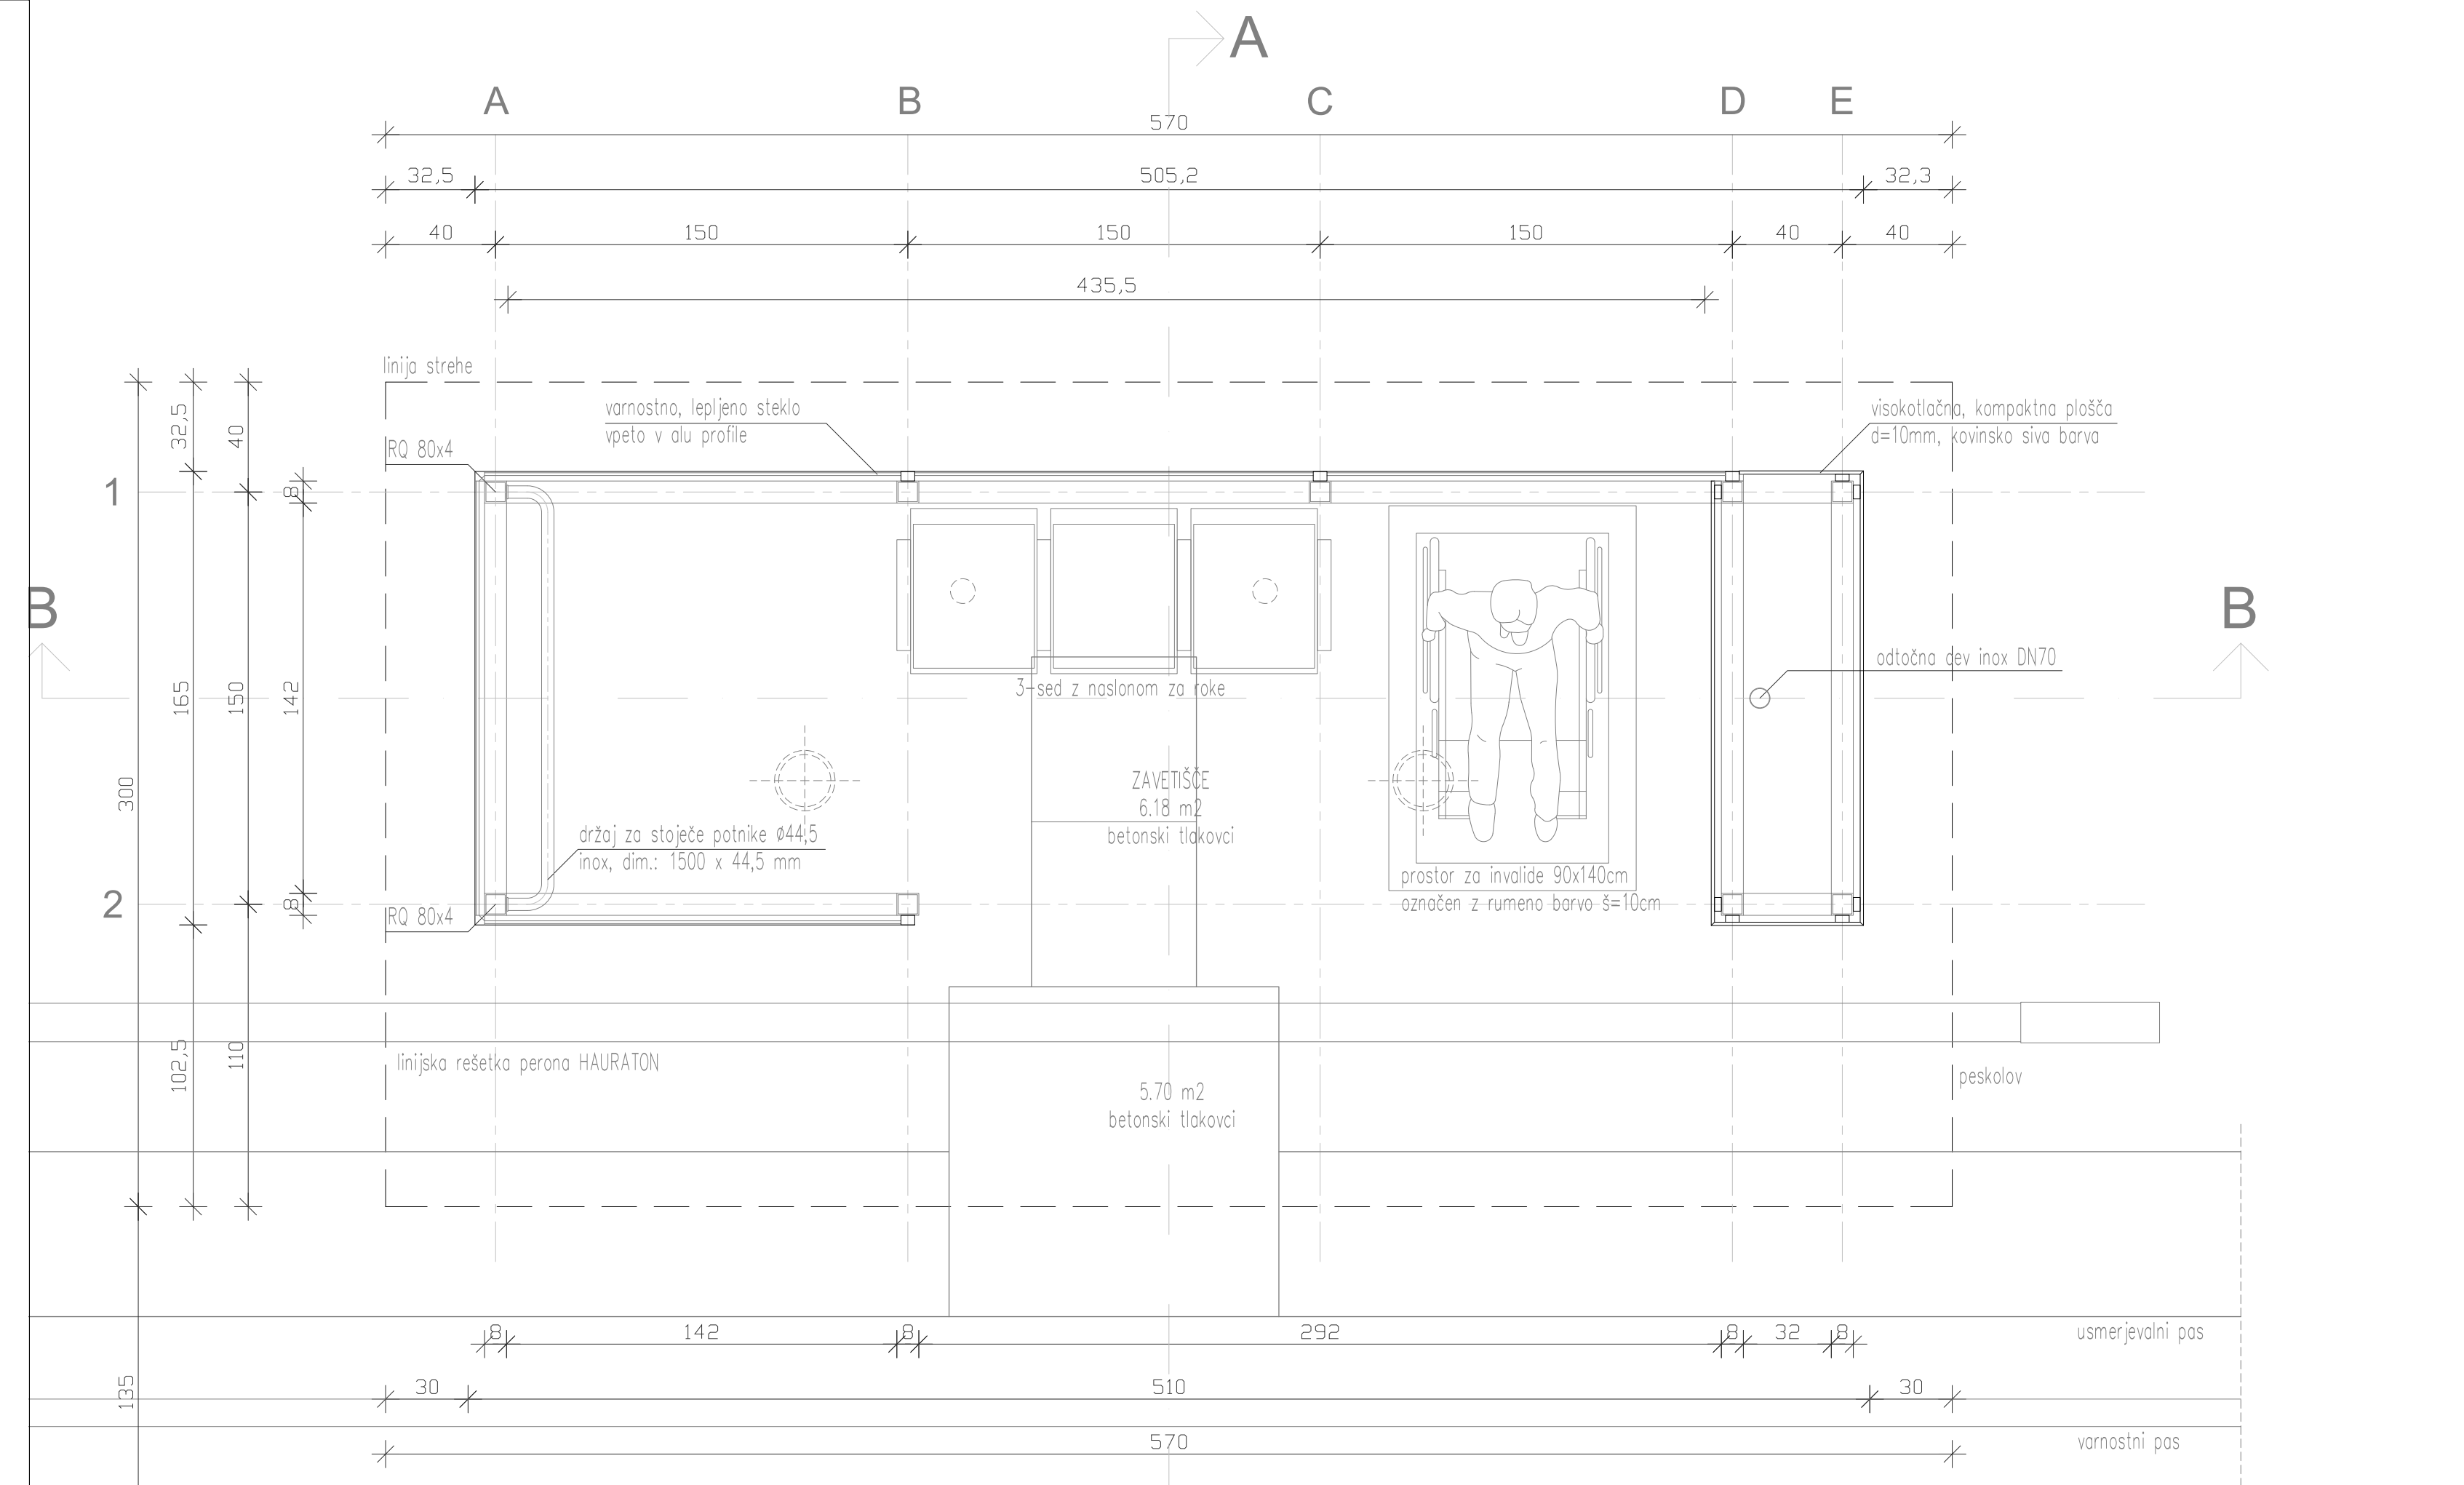 A
A B C D E
570
32,5 505,2 32,3
40 150 150 150 40 40
435,5
linija strehe
varnostno, lepljeno steklo
vpeto v alu profile
visokotlačna, kompaktna plošča
d=10mm, kovinsko siva barva
RQ 80x4
32,5
40
8
1
B
B
odtočna dev inox DN70
3-sed z naslonom za roke
165
150
142
300
ZAVETIŠČE
6.18 m2
betonski tlakovci
držaj za stoječe potnike ø44,5
inox, dim.: 1500 x 44,5 mm
prostor za invalide 90x140cm
označen z rumeno barvo š=10cm
2
8
RQ 80x4
102,5
110
linijska rešetka perona HAURATON
peskolov
5.70 m2
betonski tlakovci
8 142 8 292 8 32 8
usmerjevalni pas
135
30 510 30
570
varnostni pas